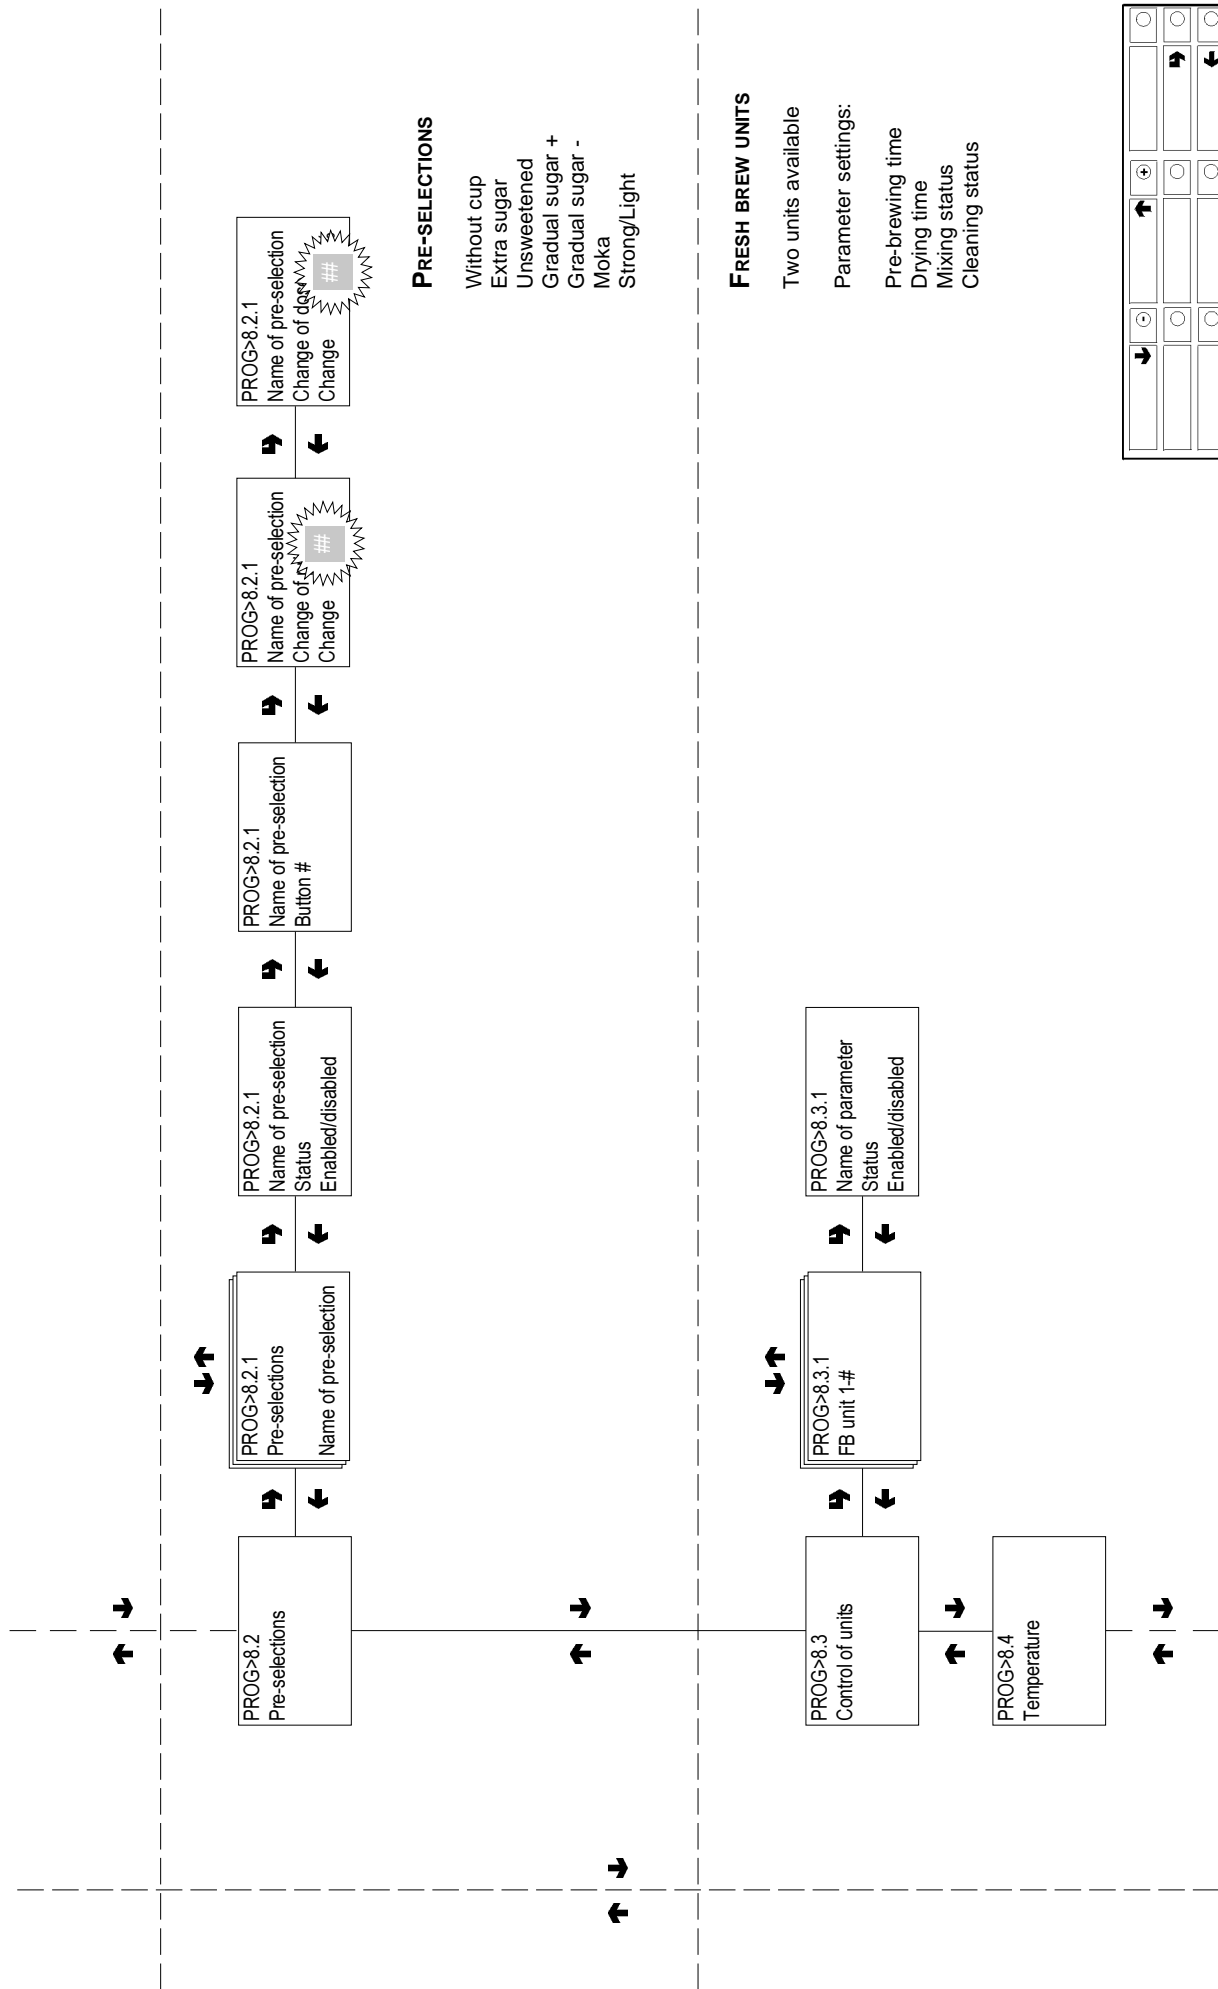 PROG>8.2
Pre-selections
PROG>8.2.1
Pre-selections
Name of pre-selection
PROG>8.2.1
Name of pre-selection
Status
Enabled/disabled
PROG>8.2.1
Name of pre-selection
Button #
PROG>8.2.1
Name of pre-selection
Change of
Change
##
PROG>8.2.1
Name of pre-selection
Change of
Change
##
PRE-SELECTIONS
Without cup
Extra sugar
Unsweetened
Gradual sugar +
Gradual sugar -
Moka
Strong/Light
PROG>8.3
Control of units
PROG>8.3.1
FB unit 1-#
PROG>8.3.1
Name of parameter
Status
Enabled/disabled
FRESH BREW UNITS
Two units available
Parameter settings:
Pre-brewing time
Drying time
Mixing status
Cleaning status
PROG>8.4
Temperature
- +